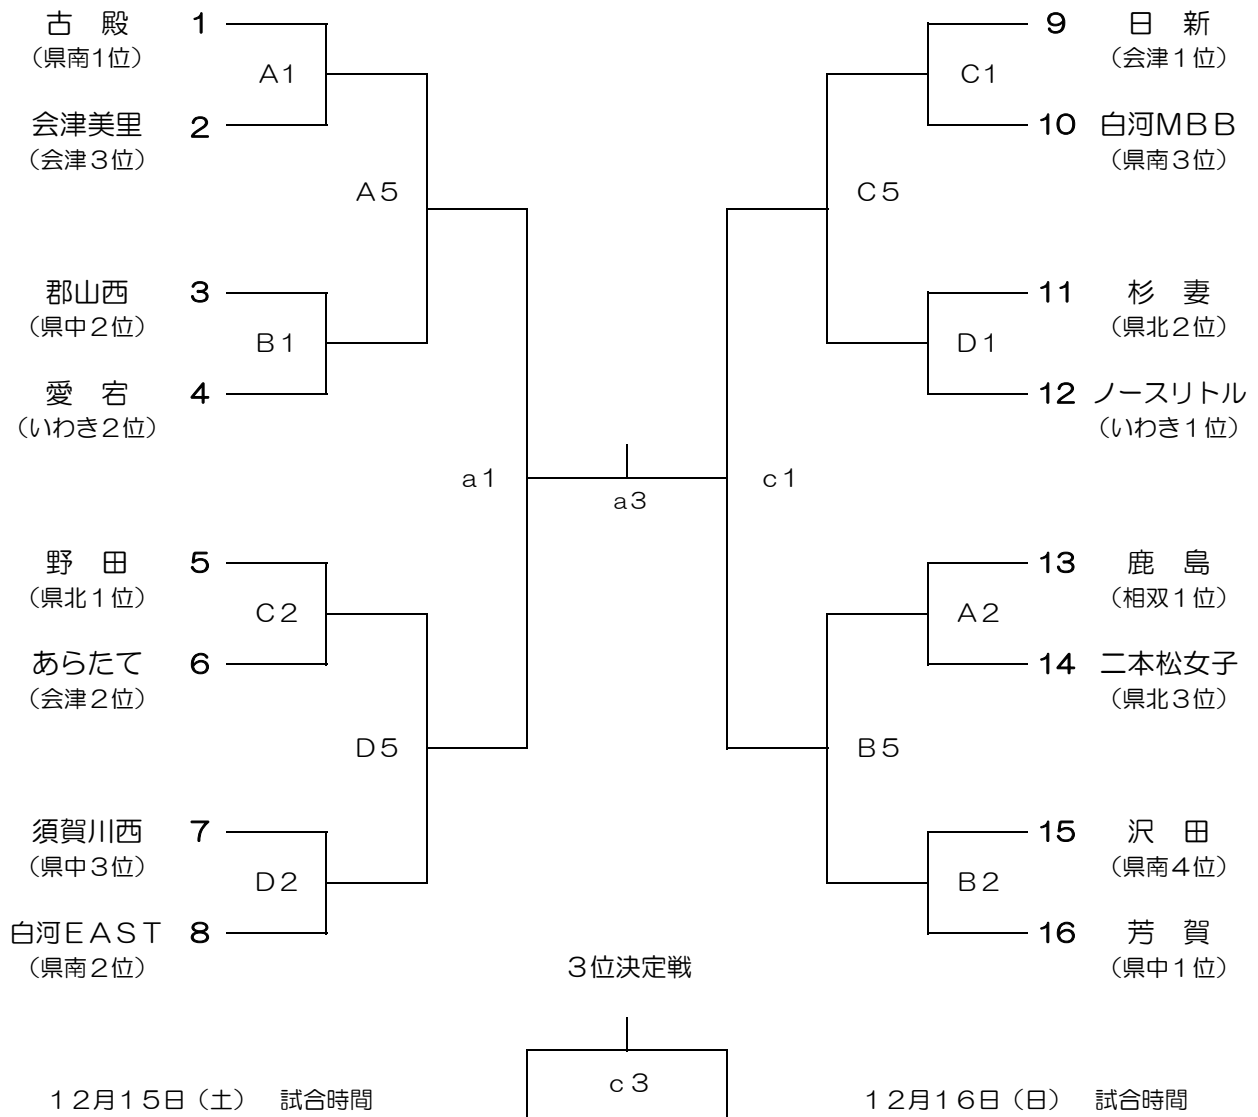 古　殿　1
（県南１位）
A1
会津美里　2
（会津３位）
A5
郡山西　3
（県中２位）
B1
愛　宕　4
（いわき２位）
a1
野　田　5
（県北１位）
C2
あらたて　6
（会津２位）
D5
須賀川西　7
（県中３位）
D2
白河ＥＡＳＴ　8
（県南２位）
a3
9　日　新
（会津１位）
C1
10　白河ＭＢＢ
（県南３位）
C5
11　杉　妻
（県北２位）
D1
12　ノースリトル
（いわき１位）
c1
13　鹿　島
（相双１位）
A2
14　二本松女子
（県北３位）
B5
15　沢　田
（県南４位）
B2
16　芳　賀
（県中１位）
３位決定戦
c3
１２月１５日（土）　試合時間
１２月１６日（日）　試合時間